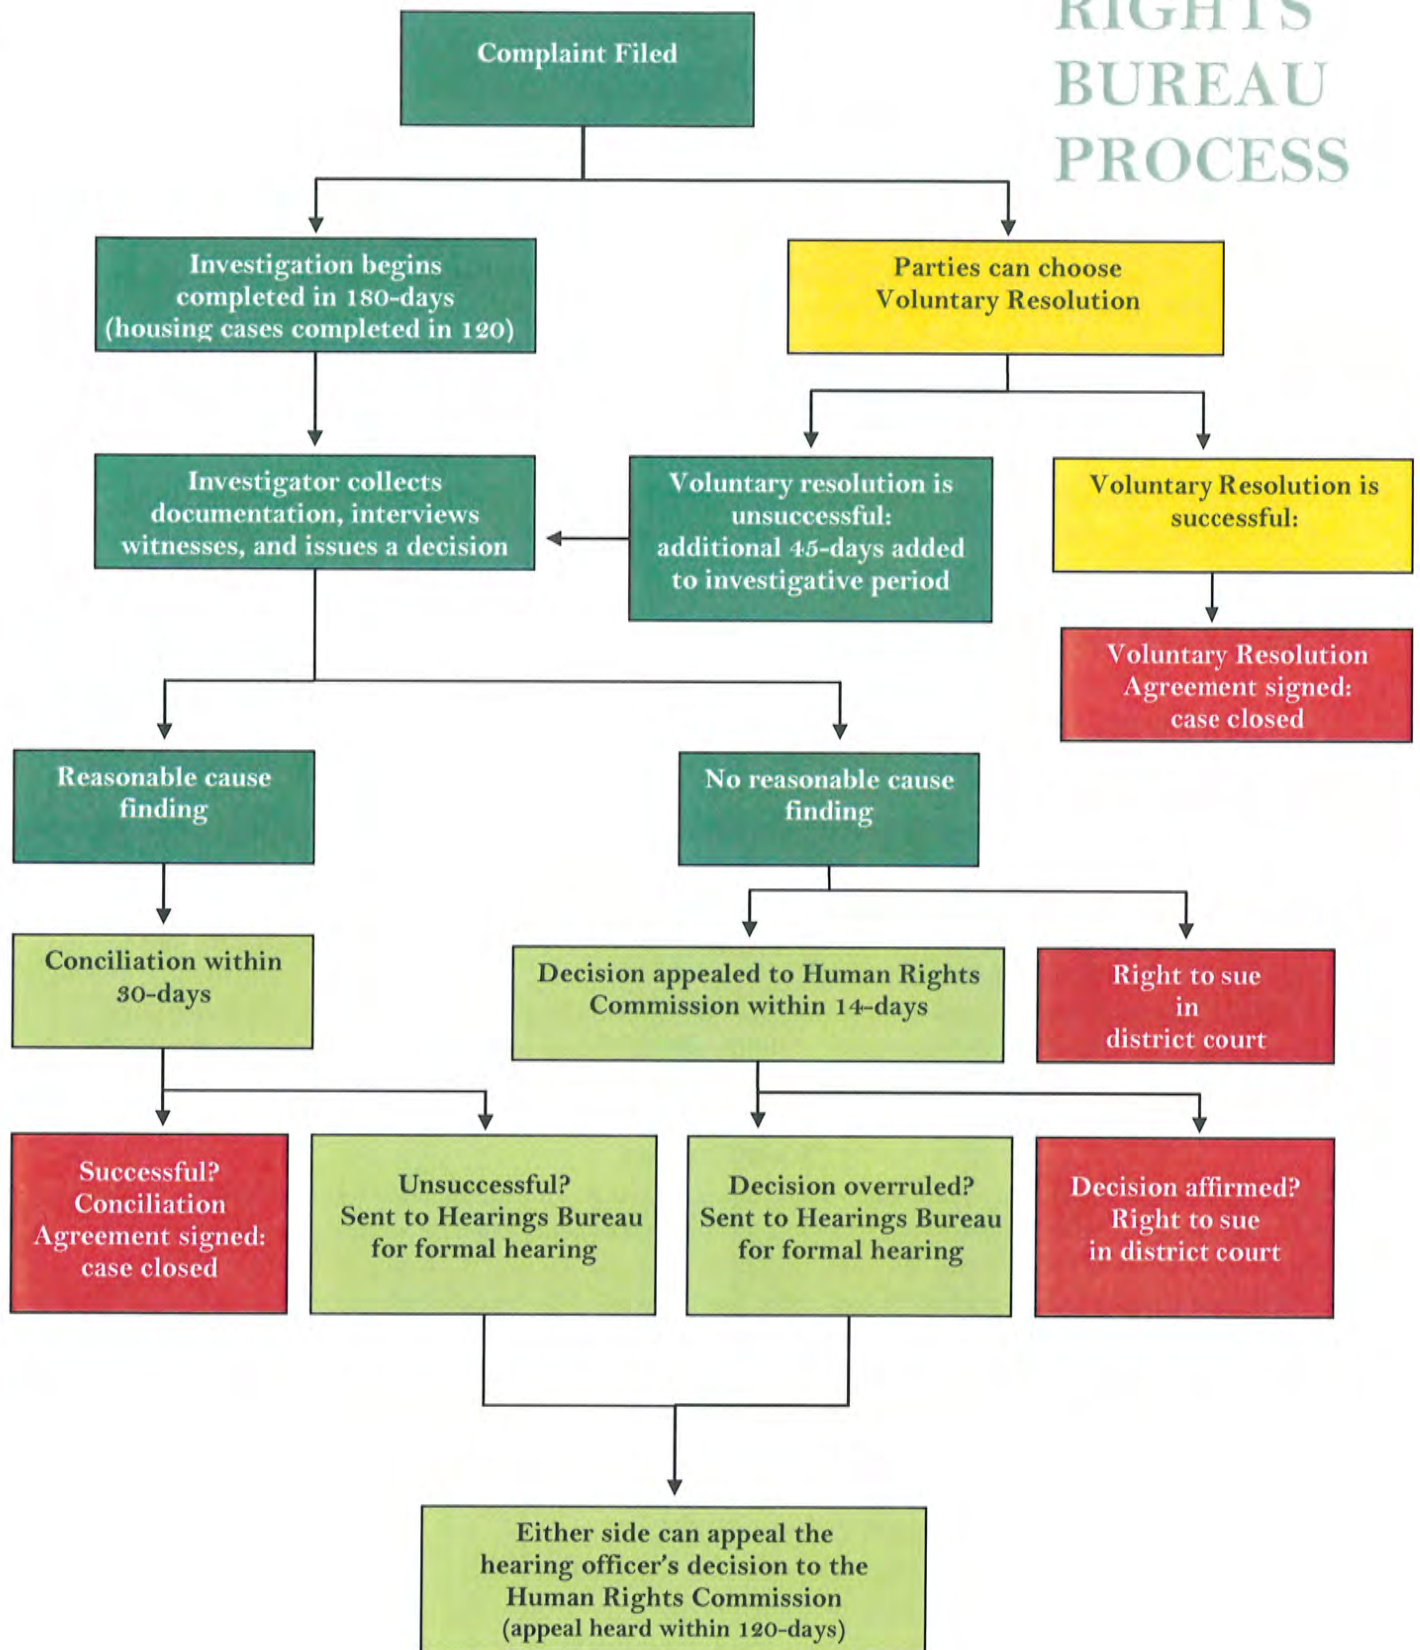 RIGHTS
BUREAU
PROCESS
Complaint Filed
Investigation begins
completed in 180-days
(housing cases completed in 120)
Parties can choose
Voluntary Resolution
Investigator collects
documentation, interviews
witnesses, and issues a decision
Voluntary resolution is
unsuccessful:
additional 45-days added
to investigative period
Voluntary Resolution is
successful:
Voluntary Resolution
Agreement signed:
case closed
Reasonable cause
finding
No reasonable cause
finding
Conciliation within
30-days
Decision appealed to Human Rights
Commission within 14-days
Right to sue
in
district court
Successful?
Conciliation
Agreement signed:
case closed
Unsuccessful?
Sent to Hearings Bureau
for formal hearing
Decision overruled?
Sent to Hearings Bureau
for formal hearing
Decision affirmed?
Right to sue
in district court
Either side can appeal the
hearing officer's decision to the
Human Rights Commission
(appeal heard within 120-days)